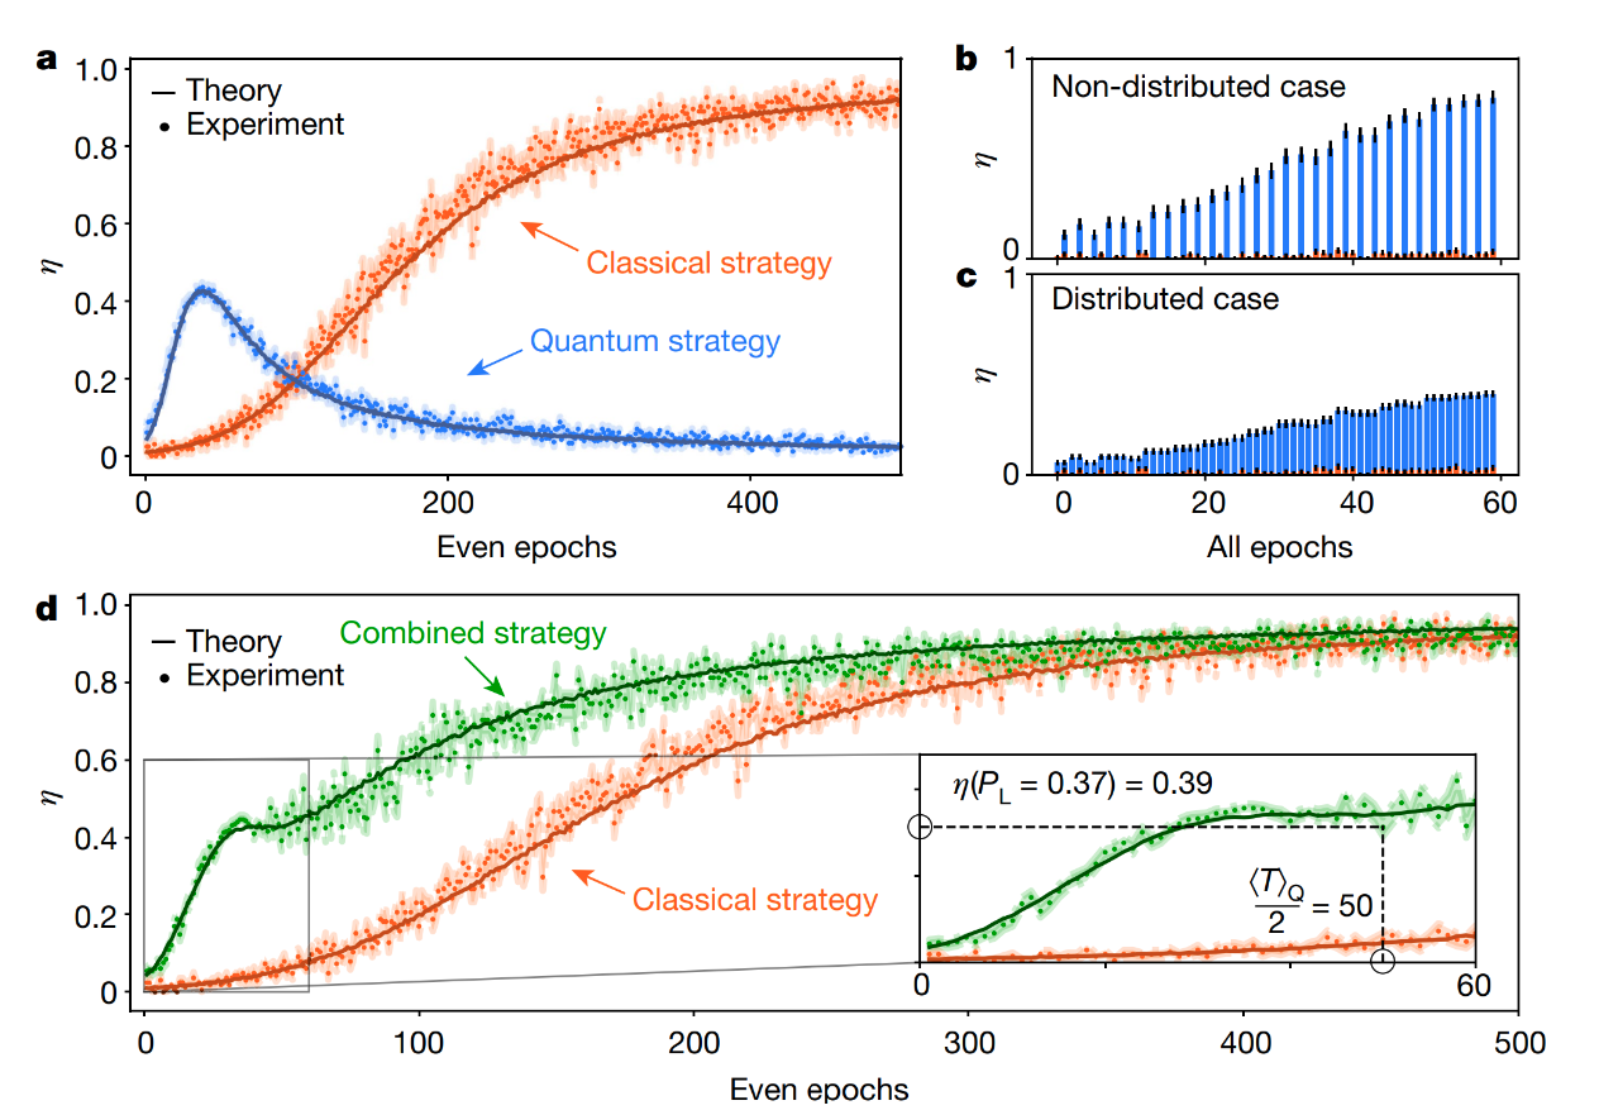 a
1.0
0.8
0.6
0.4
0.2
0
η
Theory
Experiment
Classical strategy
Quantum strategy
0 200 400
Even epochs
b
1
Non-distributed case
η
0
c
1
Distributed case
η
0
0 20 40 60
All epochs
d
1.0
0.8
0.6
0.4
0.2
0
η
Theory
Experiment
Combined strategy
Classical strategy
η(P_L = 0.37) = 0.39
⟨T⟩_Q
2 = 50
0 60
0 100 200 300 400 500
Even epochs